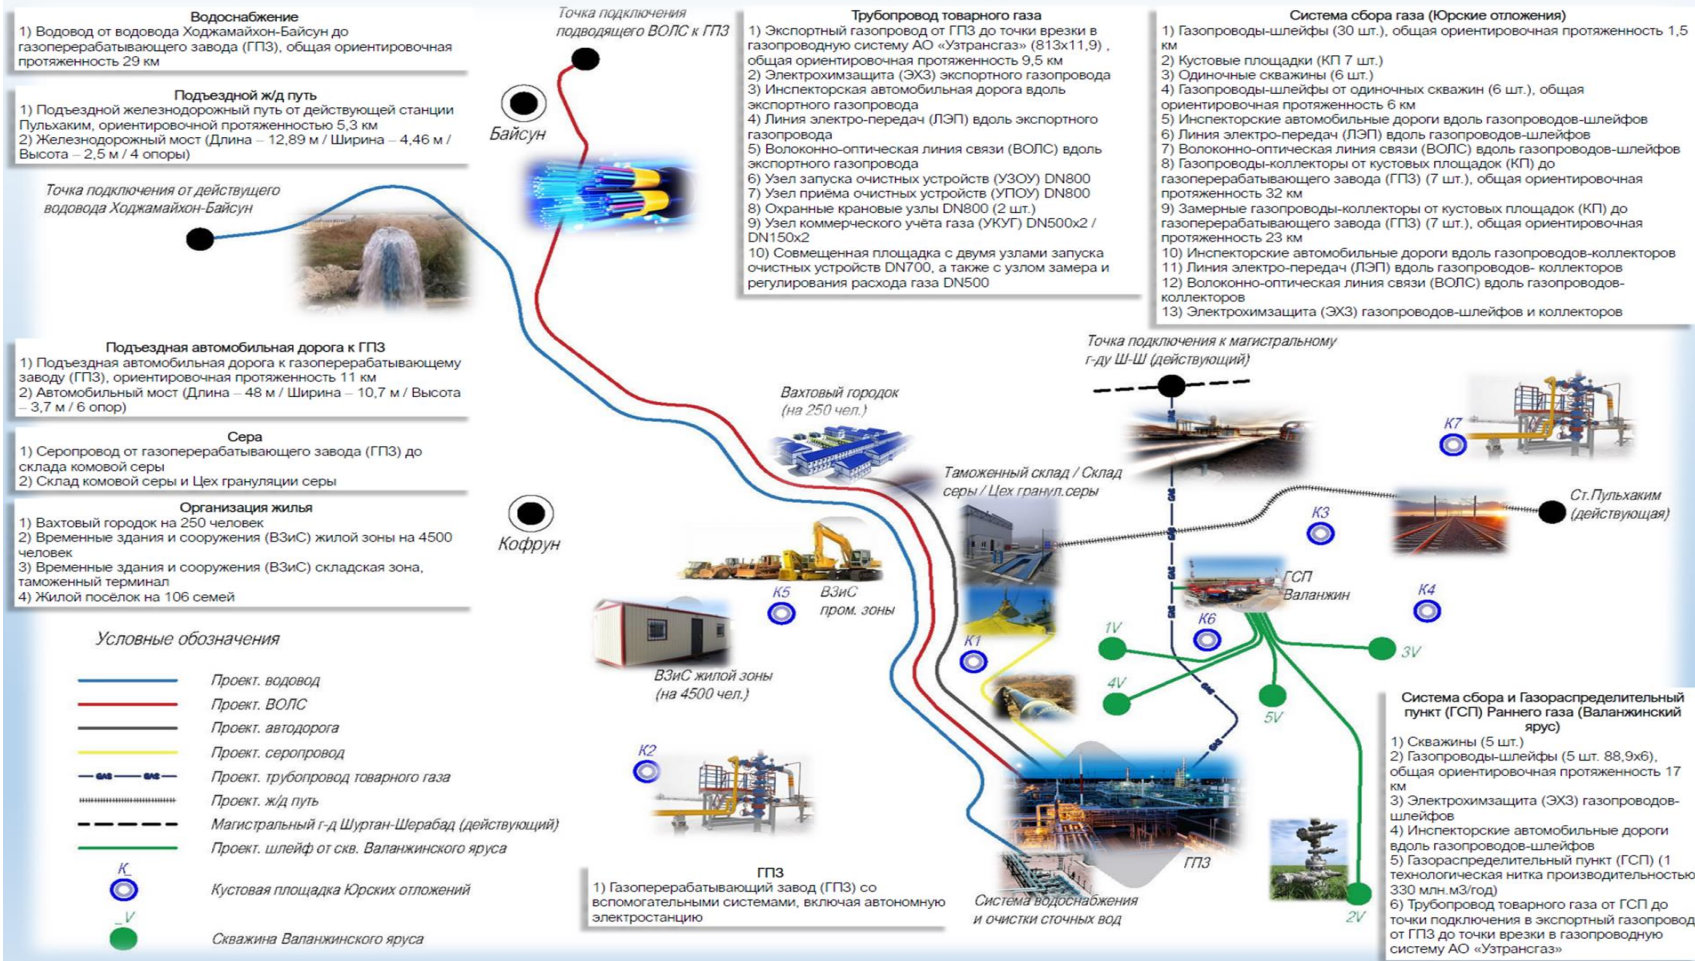 Водоснабжение
1) Водовод от водовода Ходжамайхон-Байсун до
газоперерабатывающего завода (ГПЗ), общая ориентировочная
протяженность 29 км
Подъездной ж/д путь
1) Подъездной железнодорожный путь от действующей станции
Пульхаким, ориентировочной протяженностью 5,3 км
2) Железнодорожный мост (Длина – 12,89 м / Ширина – 4,46 м /
Высота – 2,5 м / 4 опоры)
Точка подключения от действущего
водовода Ходжамайхон-Байсун
Подъездная автомобильная дорога к ГПЗ
1) Подъездная автомобильная дорога к газоперерабатывающему
заводу (ГПЗ), ориентировочная протяженность 11 км
2) Автомобильный мост (Длина – 48 м / Ширина – 10,7 м / Высота
– 3,7 м / 6 опор)
Сера
1) Серопровод от газоперерабатывающего завода (ГПЗ) до
склада комовой серы
2) Склад комовой серы и Цех грануляции серы
Организация жилья
1) Вахтовый городок на 250 человек
2) Временные здания и сооружения (ВЗиС) жилой зоны на 4500
человек
3) Временные здания и сооружения (ВЗиС) складская зона,
таможенный терминал
4) Жилой посёлок на 106 семей
Условные обозначения
Проект. водовод
Проект. ВОЛС
Проект. автодорога
Проект. серопровод
GAS GAS Проект. трубопровод товарного газа
Проект. ж/д путь
Магистральный г-д Шуртан-Шерабад (действующий)
Проект. шлейф от скв. Валанжинского яруса
К_
Кустовая площадка Юрских отложений
_V
Скважина Валанжинского яруса
Точка подключения
подводящего ВОЛС к ГПЗ
Байсун
Кофрун
Трубопровод товарного газа
1) Экспортный газопровод от ГПЗ до точки врезки в
газопроводную систему АО «Узтрансгаз» (813х11,9) ,
общая ориентировочная протяженность 9,5 км
2) Электрохимзащита (ЭХЗ) экспортного газопровода
3) Инспекторская автомобильная дорога вдоль
экспортного газопровода
4) Линия электро-передач (ЛЭП) вдоль экспортного
газопровода
5) Волоконно-оптическая линия связи (ВОЛС) вдоль
экспортного газопровода
6) Узел запуска очистных устройств (УЗОУ) DN800
7) Узел приёма очистных устройств (УПОУ) DN800
8) Охранные крановые узлы DN800 (2 шт.)
9) Узел коммерческого учёта газа (УКУГ) DN500x2 /
DN150x2
10) Совмещенная площадка с двумя узлами запуска
очистных устройств DN700, а также с узлом замера и
регулирования расхода газа DN500
Система сбора газа (Юрские отложения)
1) Газопроводы-шлейфы (30 шт.), общая ориентировочная протяженность 1,5
км
2) Кустовые площадки (КП 7 шт.)
3) Одиночные скважины (6 шт.)
4) Газопроводы-шлейфы от одиночных скважин (6 шт.), общая
ориентировочная протяженность 6 км
5) Инспекторские автомобильные дороги вдоль газопроводов-шлейфов
6) Линия электро-передач (ЛЭП) вдоль газопроводов-шлейфов
7) Волоконно-оптическая линия связи (ВОЛС) вдоль газопроводов-шлейфов
8) Газопроводы-коллекторы от кустовых площадок (КП) до
газоперерабатывающего завода (ГПЗ) (7 шт.), общая ориентировочная
протяженность 32 км
9) Замерные газопроводы-коллекторы от кустовых площадок (КП) до
газоперерабатывающего завода (ГПЗ) (7 шт.), общая ориентировочная
протяженность 23 км
10) Инспекторские автомобильные дороги вдоль газопроводов-коллекторов
11) Линия электро-передач (ЛЭП) вдоль газопроводов- коллекторов
12) Волоконно-оптическая линия связи (ВОЛС) вдоль газопроводов-
коллекторов
13) Электрохимзащита (ЭХЗ) газопроводов-шлейфов и коллекторов
Точка подключения к магистральному
г-ду Ш-Ш (действующий)
Вахтовый городок
(на 250 чел.)
Таможенный склад / Склад
серы / Цех гранул.серы
К7
К3
Ст.Пульхаким
(действующая)
ГСП
Валанжин
К4
К5
ВЗиС
пром. зоны
К1
К6
1V
3V
4V
5V
ВЗиС жилой зоны
(на 4500 чел.)
К2
GAS
GAS
GAS
GAS
GAS
GAS
GAS
ГПЗ
Система водоснабжения
и очистки сточных вод
2V
ГПЗ
1) Газоперерабатывающий завод (ГПЗ) со
вспомогательными системами, включая автономную
электростанцию
Система сбора и Газораспределительный
пункт (ГСП) Раннего газа (Валанжинский
ярус)
1) Скважины (5 шт.)
2) Газопроводы-шлейфы (5 шт. 88,9х6),
общая ориентировочная протяженность 17
км
3) Электрохимзащита (ЭХЗ) газопроводов-
шлейфов
4) Инспекторские автомобильные дороги
вдоль газопроводов-шлейфов
5) Газораспределительный пункт (ГСП) (1
технологическая нитка производительностью
330 млн.м3/год)
6) Трубопровод товарного газа от ГСП до
точки подключения в экспортный газопровод
от ГПЗ до точки врезки в газопроводную
систему АО «Узтрансгаз»